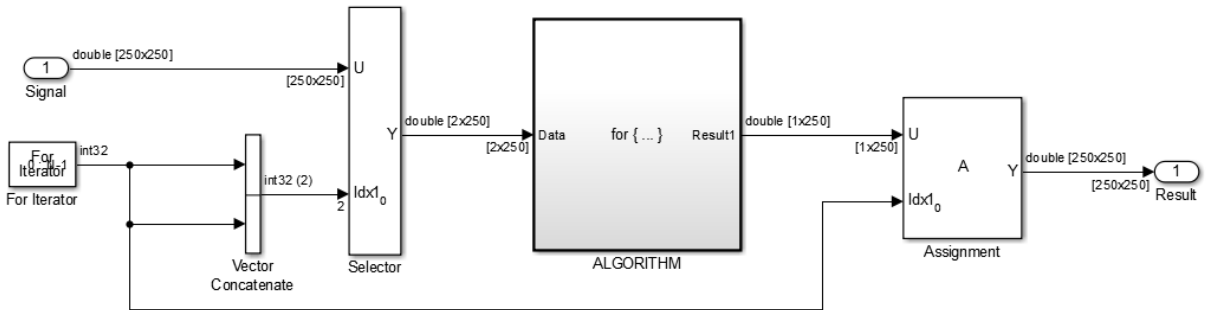 1
Signal
double [250x250]
[250x250]
U
Y
Idx1
0
2
Selector
For
Iterator
0 : N-1
For Iterator
int32
Vector
Concatenate
int32 (2)
double [2x250]
[2x250]
Data
for { ... }
Result1
ALGORITHM
double [1x250]
[1x250]
U
A
Y
Idx1
0
Assignment
double [250x250]
[250x250]
1
Result